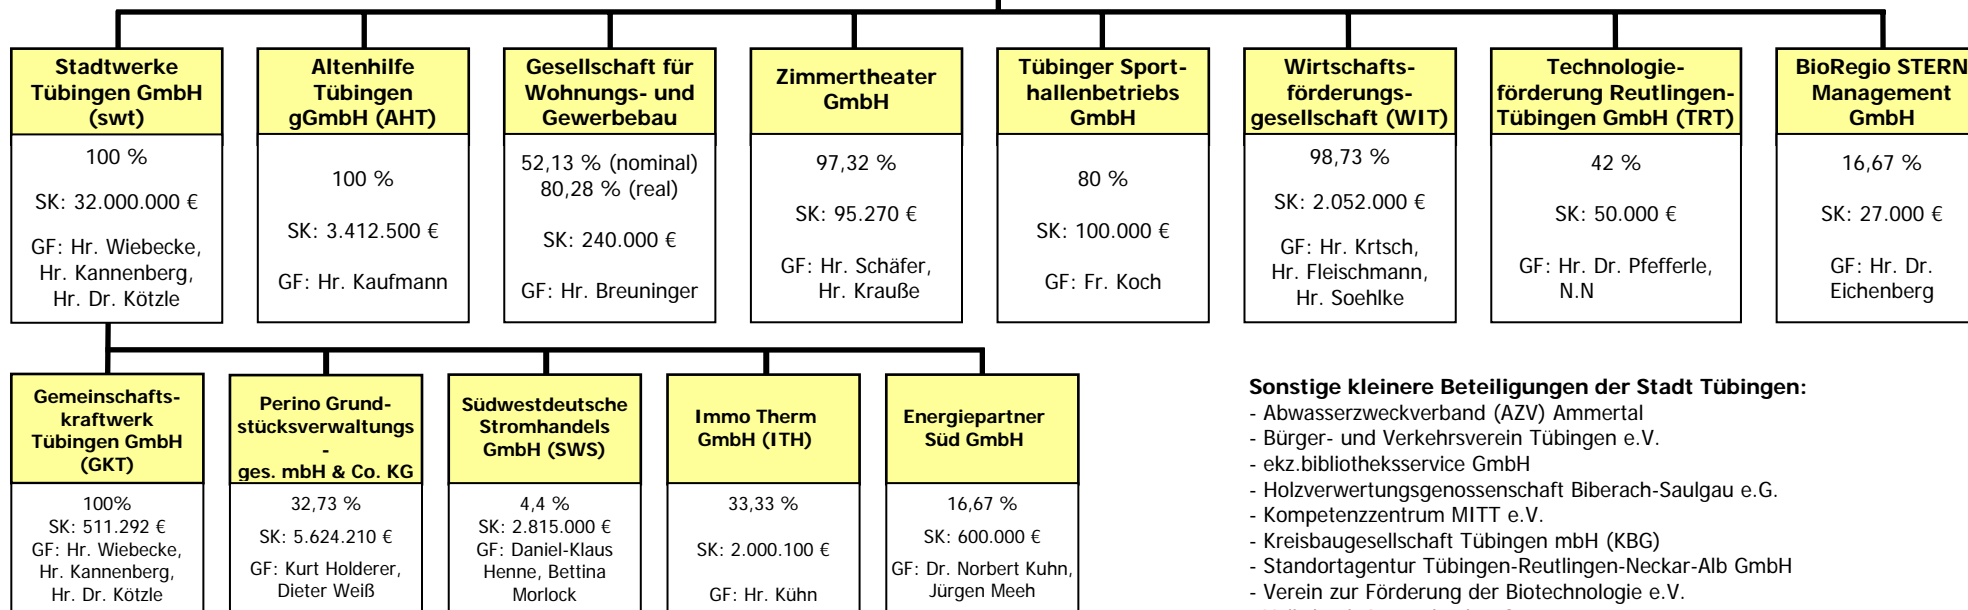 Stadtwerke
Tübingen GmbH
(swt)
100 %
SK: 32.000.000 €
GF: Hr. Wiebecke,
Hr. Kannenberg,
Hr. Dr. Kötzle
Altenhilfe
Tübingen
gGmbH (AHT)
100 %
SK: 3.412.500 €
GF: Hr. Kaufmann
Gesellschaft für
Wohnungs- und
Gewerbebau
52,13 % (nominal)
80,28 % (real)
SK: 240.000 €
GF: Hr. Breuninger
Zimmertheater
GmbH
97,32 %
SK: 95.270 €
GF: Hr. Schäfer,
Hr. Krauße
Tübinger Sport-
hallenbetriebs
GmbH
80 %
SK: 100.000 €
GF: Fr. Koch
Wirtschafts-
förderungs-
gesellschaft (WIT)
98,73 %
SK: 2.052.000 €
GF: Hr. Krtsch,
Hr. Fleischmann,
Hr. Soehlke
Technologie-
förderung Reutlingen-
Tübingen GmbH (TRT)
42 %
SK: 50.000 €
GF: Hr. Dr. Pfefferle,
N.N
BioRegio STERN
Management
GmbH
16,67 %
SK: 27.000 €
GF: Hr. Dr.
Eichenberg
Gemeinschafts-
kraftwerk
Tübingen GmbH
(GKT)
100%
SK: 511.292 €
GF: Hr. Wiebecke,
Hr. Kannenberg,
Hr. Dr. Kötzle
Perino Grund-
stücksverwaltungs
-
ges. mbH & Co. KG
32,73 %
SK: 5.624.210 €
GF: Kurt Holderer,
Dieter Weiß
Südwestdeutsche
Stromhandels
GmbH (SWS)
4,4 %
SK: 2.815.000 €
GF: Daniel-Klaus
Henne, Bettina
Morlock
Immo Therm
GmbH (ITH)
33,33 %
SK: 2.000.100 €
GF: Hr. Kühn
Energiepartner
Süd GmbH
16,67 %
SK: 600.000 €
GF: Dr. Norbert Kuhn,
Jürgen Meeh
Sonstige kleinere Beteiligungen der Stadt Tübingen:
- Abwasserzweckverband (AZV) Ammertal
- Bürger- und Verkehrsverein Tübingen e.V.
- ekz.bibliotheksservice GmbH
- Holzverwertungsgenossenschaft Biberach-Saulgau e.G.
- Kompetenzzentrum MITT e.V.
- Kreisbaugesellschaft Tübingen mbH (KBG)
- Standortagentur Tübingen-Reutlingen-Neckar-Alb GmbH
- Verein zur Förderung der Biotechnologie e.V.